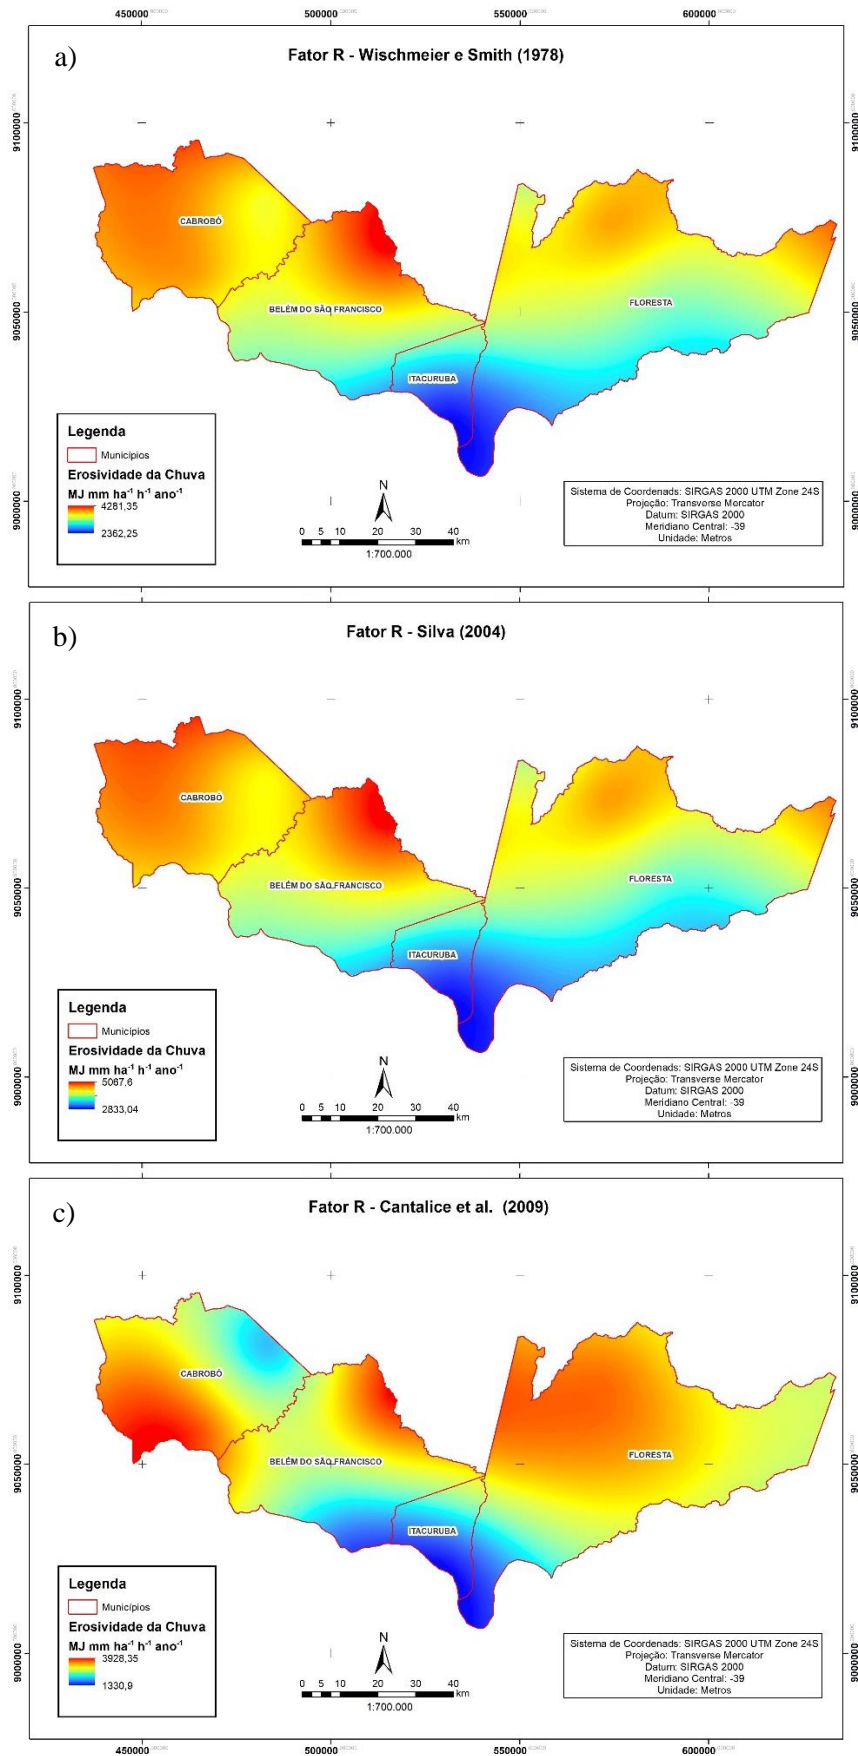 450000 500000 550000 600000
a)
Fator R - Wischmeier e Smith (1978)
9100000
9100000
CABROBÓ
BELÉM DO SÃO FRANCISCO
FLORESTA
9050000
9050000
ITACURUBA
Legenda
Municípios
Erosividade da Chuva
MJ mm ha⁻¹ h⁻¹ ano⁻¹
4281,35
2362,25
N
0 5 10 20 30 40
km
1:700.000
Sistema de Coordenads: SIRGAS 2000 UTM Zone 24S
Projeção: Transverse Mercator
Datum: SIRGAS 2000
Meridiano Central: -39
Unidade: Metros
9000000
9000000
b)
Fator R - Silva (2004)
9100000
9100000
CABROBÓ
BELÉM DO SÃO FRANCISCO
FLORESTA
9050000
9050000
ITACURUBA
Legenda
Municípios
Erosividade da Chuva
MJ mm ha⁻¹ h⁻¹ ano⁻¹
5067,6
2833,04
N
0 5 10 20 30 40
km
1:700.000
Sistema de Coordenads: SIRGAS 2000 UTM Zone 24S
Projeção: Transverse Mercator
Datum: SIRGAS 2000
Meridiano Central: -39
Unidade: Metros
9000000
9000000
c)
Fator R - Cantalice et al. (2009)
9100000
9100000
CABROBÓ
BELÉM DO SÃO FRANCISCO
FLORESTA
9050000
9050000
ITACURUBA
Legenda
Municípios
Erosividade da Chuva
MJ mm ha⁻¹ h⁻¹ ano⁻¹
3928,35
1330,9
N
0 5 10 20 30 40
km
1:700.000
Sistema de Coordenads: SIRGAS 2000 UTM Zone 24S
Projeção: Transverse Mercator
Datum: SIRGAS 2000
Meridiano Central: -39
Unidade: Metros
9000000
9000000
450000 500000 550000 600000